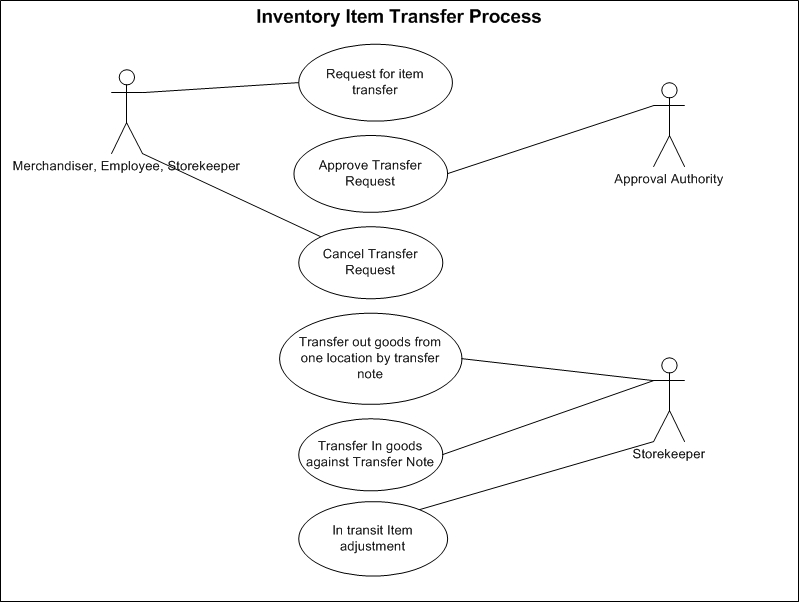 Inventory Item Transfer Process
Request for item
transfer
Merchandiser, Employee, Storekeeper
Approve Transfer
Request
Approval Authority
Cancel Transfer
Request
Transfer out goods from
one location by transfer
note
Transfer In goods
against Transfer Note
Storekeeper
In transit Item
adjustment